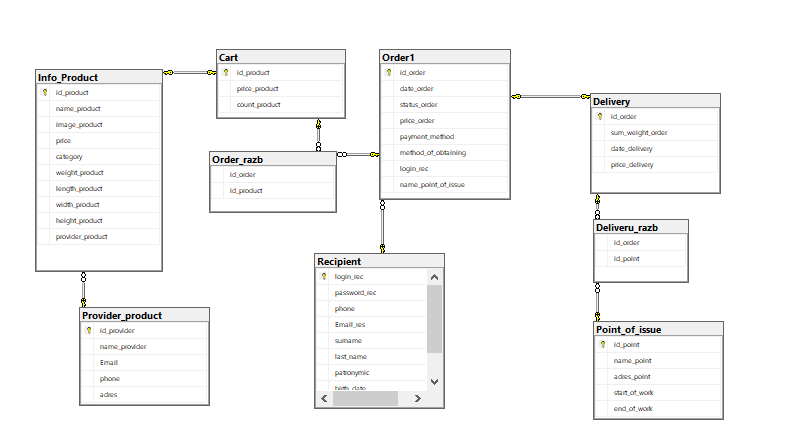 Info_Product
id_product
name_product
image_product
price
category
weight_product
length_product
width_product
height_product
provider_product
Cart
id_product
price_product
count_product
Order_razb
id_order
id_product
Order1
id_order
date_order
status_order
price_order
payment_method
method_of_obtaining
login_rec
name_point_of_issue
Delivery
id_order
sum_weight_order
date_delivery
price_delivery
Deliveru_razb
id_order
id_point
Provider_product
id_provider
name_provider
Email
phone
adres
Recipient
login_rec
password_rec
phone
Email_res
surname
last_name
patronymic
birth_date
Point_of_issue
id_point
name_point
adres_point
start_of_work
end_of_work